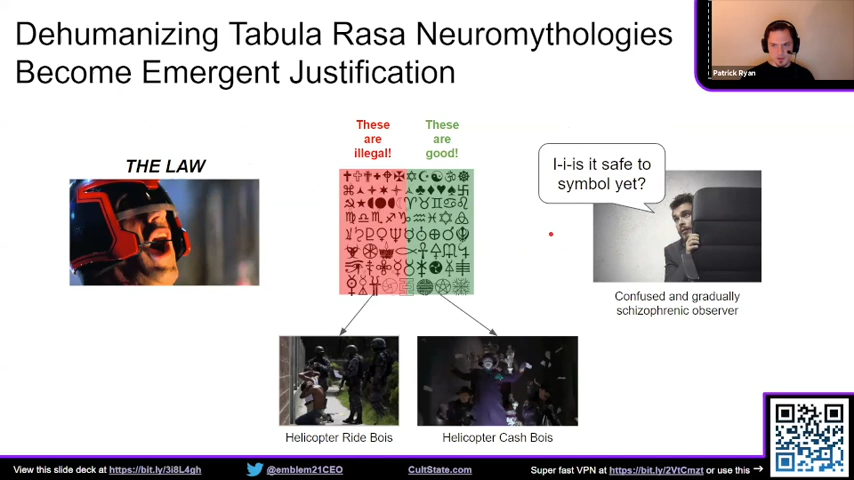 Dehumanizing Tabula Rasa Neuromythologies
Become Emergent Justification
Patrick Ryan
These
are
illegal!
These
are
good!
THE LAW
I-i-is it safe to
symbol yet?
Confused and gradually
schizophrenic observer
Helicopter Ride Bois
Helicopter Cash Bois
View this slide deck at https://bit.ly/3i8L4gh
@emblem21CEO
CultState.com
Super fast VPN at https://bit.ly/2VtCmzt or use this →